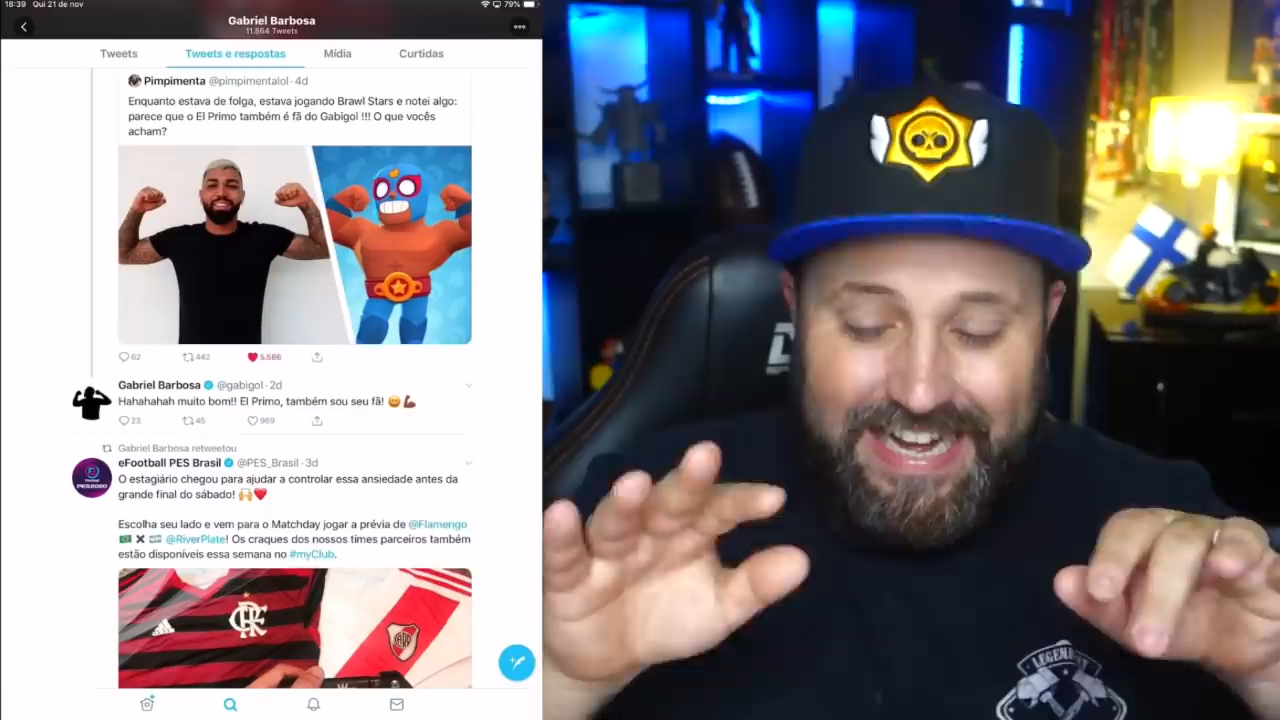 18:39 Qui 21 de nov
79%
Gabriel Barbosa
11.864 Tweets
Tweets
Tweets e respostas
Mídia
Curtidas
Pimpimenta @pimpimentalol · 4d
Enquanto estava de folga, estava jogando Brawl Stars e notei algo:
parece que o El Primo também é fã do Gabigol !!! O que vocês
acham?
62 442 5.586
Gabriel Barbosa @gabigol · 2d
Hahahahah muito bom!! El Primo, também sou seu fã! 😄💪🏾
23 45 969
Gabriel Barbosa retweetou
eFootball PES Brasil @PES_Brasil · 3d
O estagiário chegou para ajudar a controlar essa ansiedade antes da
grande final do sábado! 🙌❤️
Escolha seu lado e vem para o Matchday jogar a prévia de @Flamengo
🇧🇷 ✖ 🇦🇷 @RiverPlate! Os craques dos nossos times parceiros também
estão disponíveis essa semana no #myClub.
PES2020
CARP
LEGENDARY